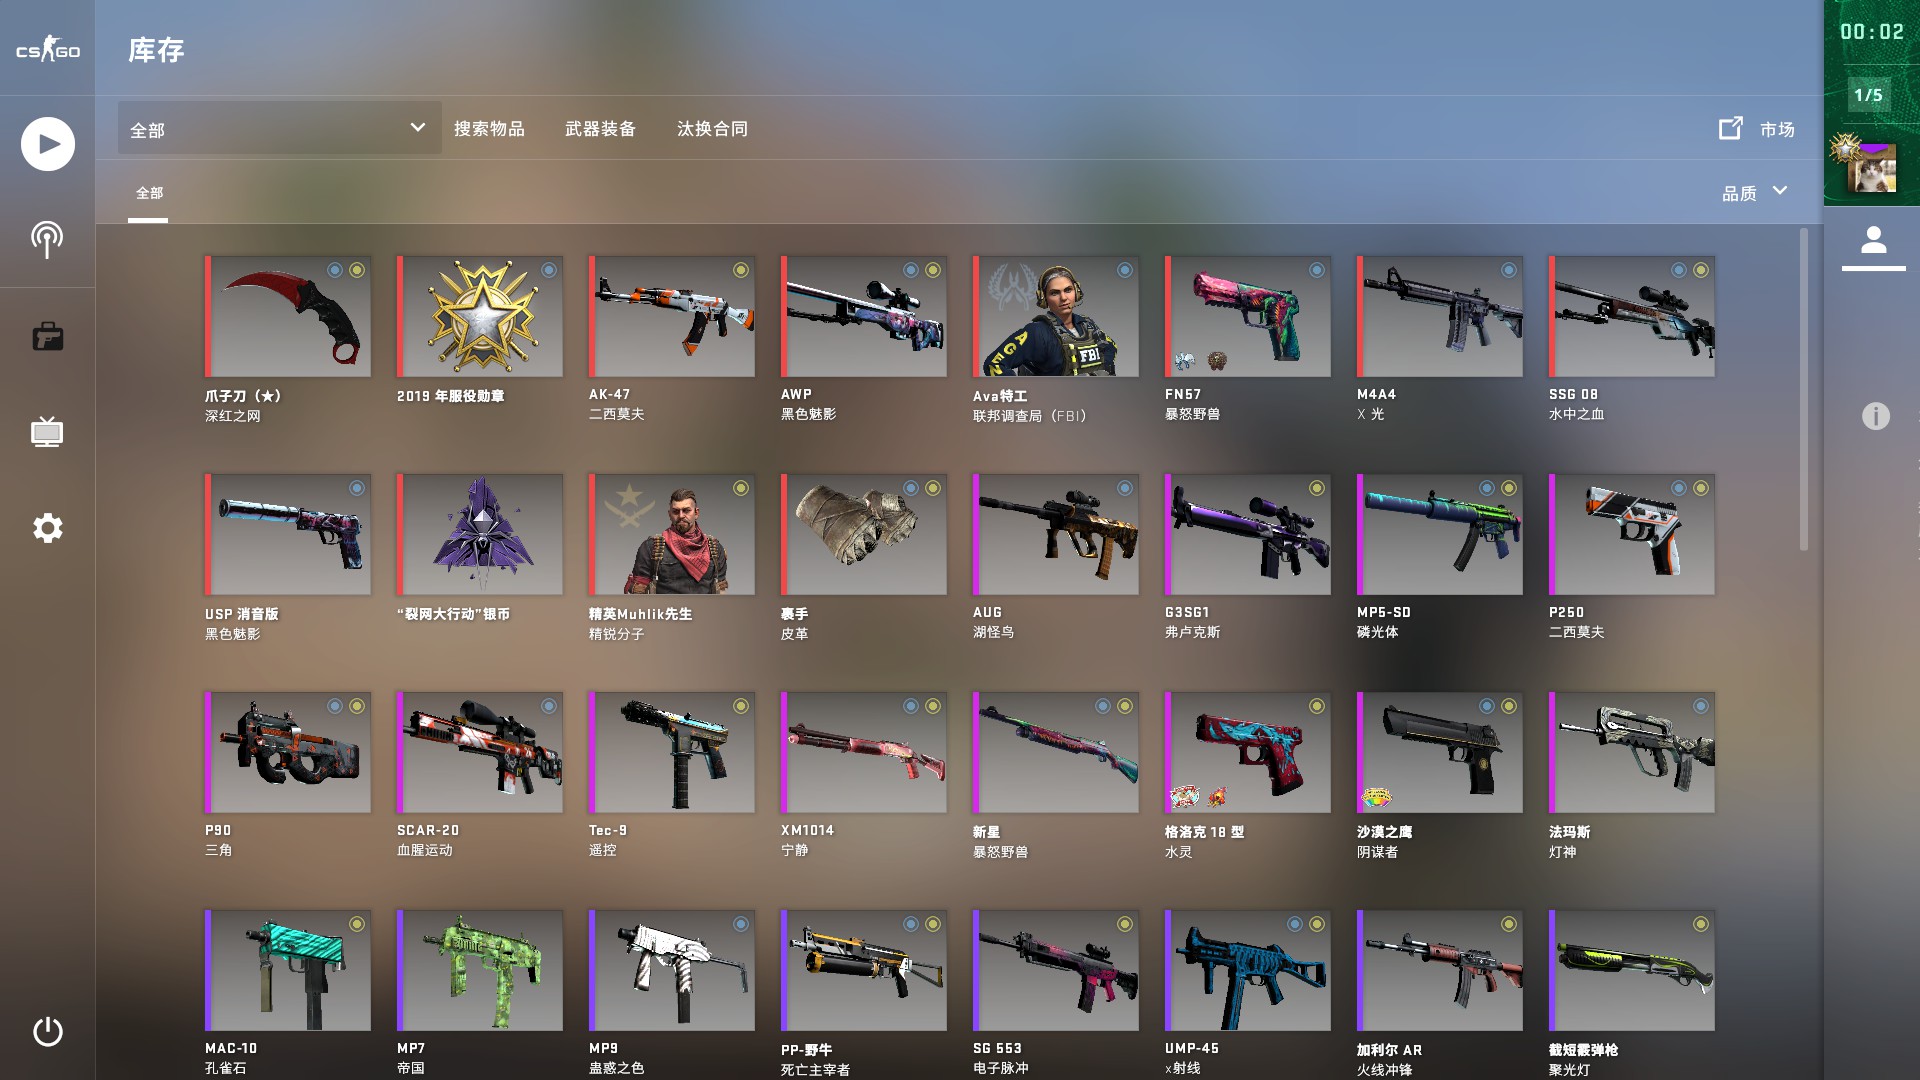 CS GO
库存
00:02
1/5
全部
搜索物品
武器装备
汰换合同
市场
全部
品质
爪子刀（★）
深红之网
2019 年服役勋章
AK-47
二西莫夫
AWP
黑色魅影
AGEN
FBI
Ava特工
联邦调查局（FBI）
FN57
暴怒野兽
M4A4
X 光
SSG 08
水中之血
USP 消音版
黑色魅影
“裂网大行动”银币
精英Muhlik先生
精锐分子
裹手
皮革
AUG
湖怪鸟
G3SG1
弗卢克斯
MP5-SD
磷光体
P250
二西莫夫
P90
三角
SCAR-20
血腥运动
Tec-9
遥控
XM1014
宁静
新星
暴怒野兽
格洛克 18 型
水灵
沙漠之鹰
阴谋者
法玛斯
灯神
MAC-10
孔雀石
MP7
帝国
MP9
蛊惑之色
PP-野牛
死亡主宰者
SG 553
电子脉冲
UMP-45
x射线
加利尔 AR
火线冲锋
截短霰弹枪
聚光灯